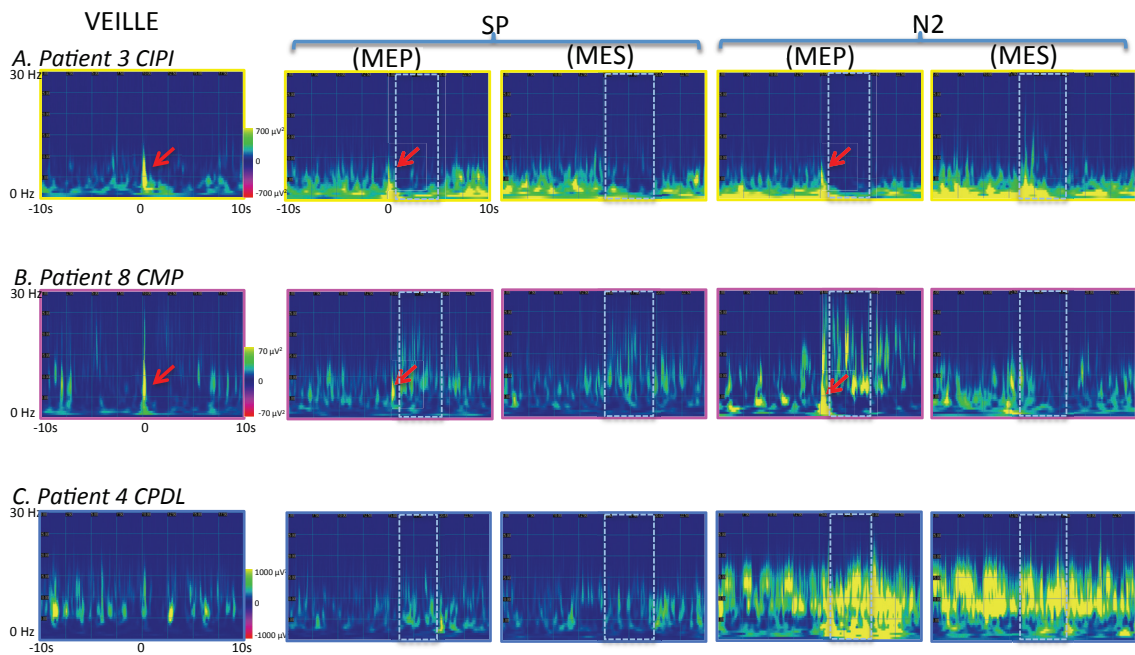 VEILLE
SP
N2
(MEP)
(MES)
(MEP)
(MES)
A. Patient 3 CIPI
30 Hz
0 Hz
700 µV²
0
-700 µV²
-10s
0
10s
-10s
0
10s
B. Patient 8 CMP
30 Hz
0 Hz
70 µV²
0
-70 µV²
-10s
0
10s
C. Patient 4 CPDL
30 Hz
0 Hz
1000 µV²
0
-1000 µV²
-10s
0
10s